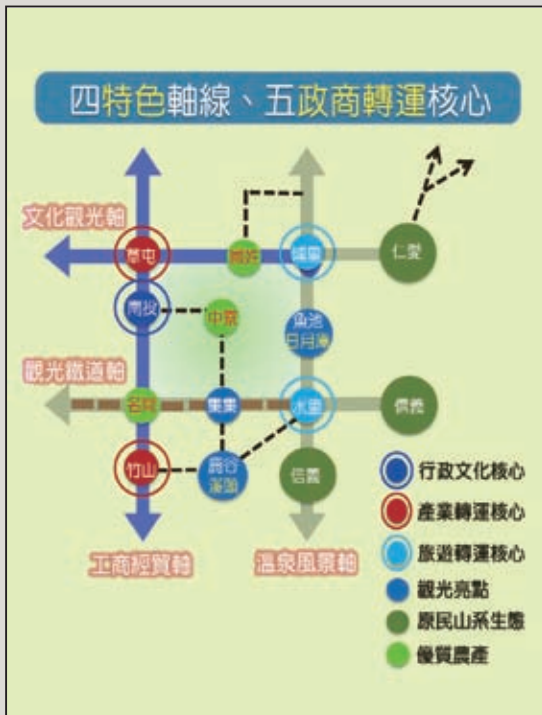 四特色軸線、五政商轉運核心
文化觀光軸
草屯
國姓
埔里
仁愛
南投
中寮
魚池
日月潭
觀光鐵道軸
名間
集集
水里
信義
竹山
鹿谷
溪頭
信義
工商經貿軸
溫泉風景軸
行政文化核心
產業轉運核心
旅遊轉運核心
觀光亮點
原民山系生態
優質農產